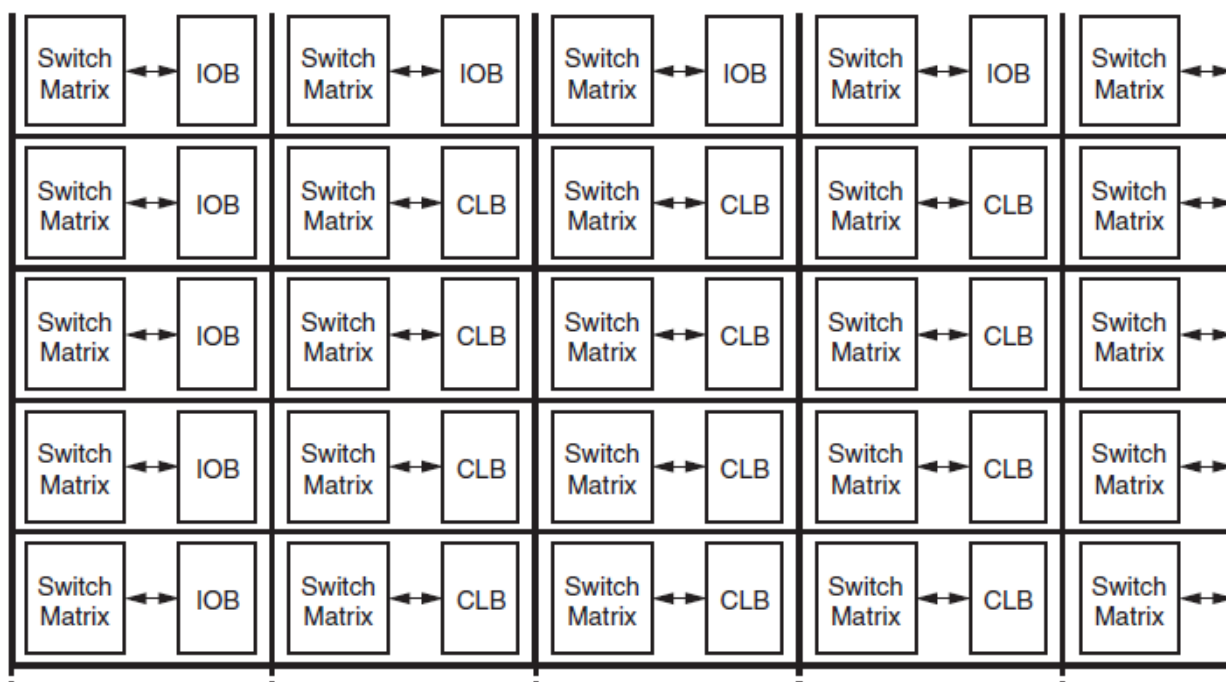 Switch
Matrix
IOB
Switch
Matrix
IOB
Switch
Matrix
IOB
Switch
Matrix
IOB
Switch
Matrix
Switch
Matrix
IOB
Switch
Matrix
CLB
Switch
Matrix
CLB
Switch
Matrix
CLB
Switch
Matrix
Switch
Matrix
IOB
Switch
Matrix
CLB
Switch
Matrix
CLB
Switch
Matrix
CLB
Switch
Matrix
Switch
Matrix
IOB
Switch
Matrix
CLB
Switch
Matrix
CLB
Switch
Matrix
CLB
Switch
Matrix
Switch
Matrix
IOB
Switch
Matrix
CLB
Switch
Matrix
CLB
Switch
Matrix
CLB
Switch
Matrix